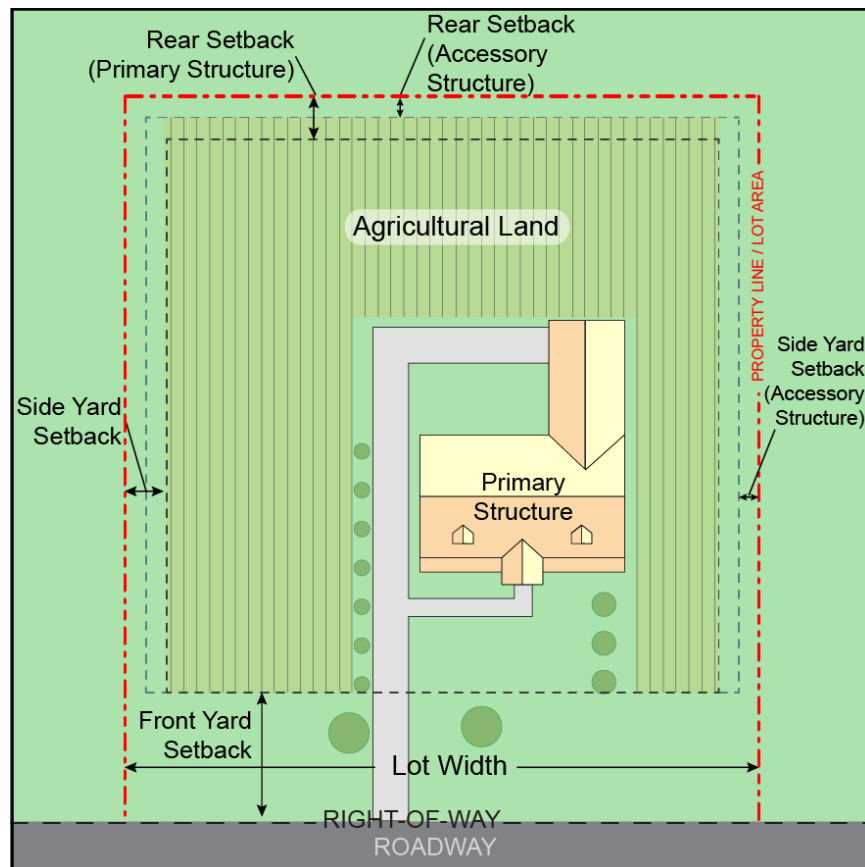 Rear Setback
(Primary Structure)
Rear Setback
(Accessory
Structure)
Agricultural Land
PROPERTY LINE / LOT AREA
Side Yard
Setback
(Accessory
Structure)
Side Yard
Setback
Primary
Structure
Front Yard
Setback
Lot Width
RIGHT-OF-WAY
ROADWAY